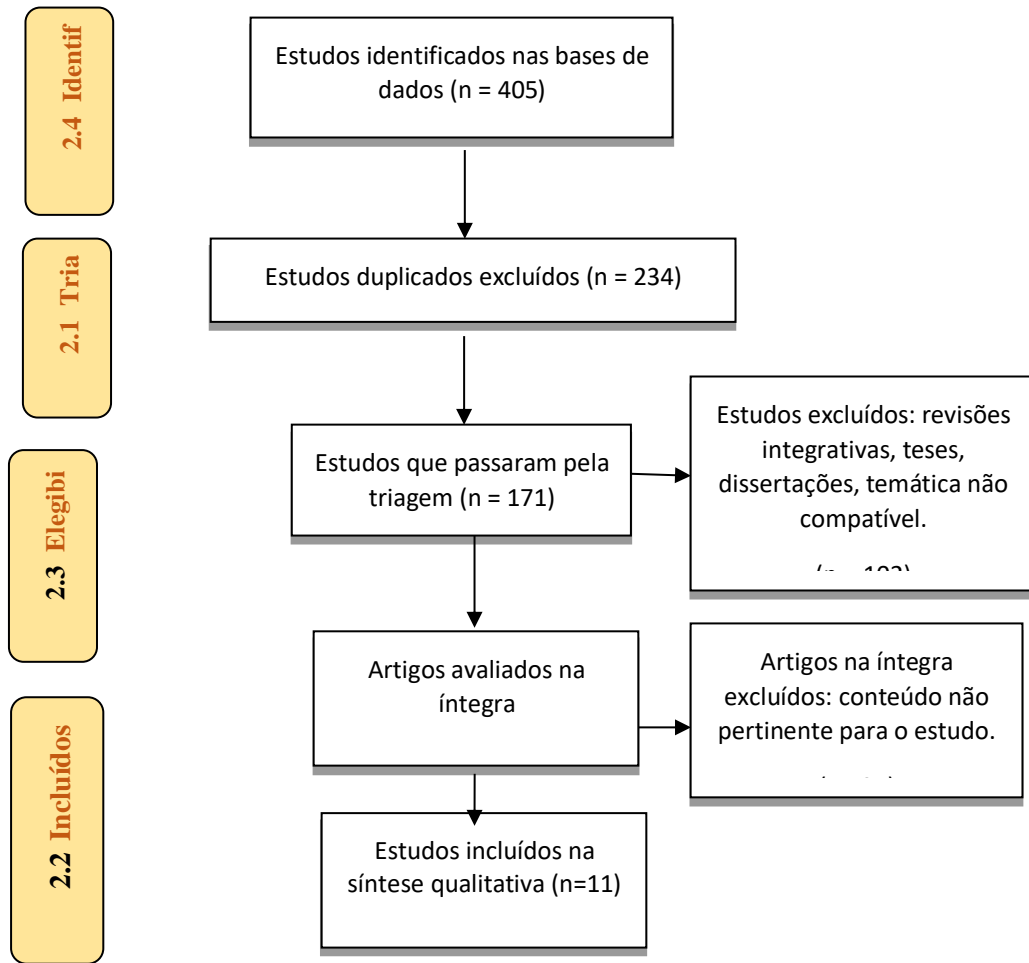 2.4 Identif
Estudos identificados nas bases de
dados (n = 405)
2.1 Tria
Estudos duplicados excluídos (n = 234)
2.3 Elegibi
Estudos que passaram pela
triagem (n = 171)
Estudos excluídos: revisões
integrativas, teses,
dissertações, temática não
compatível.
Artigos avaliados na
íntegra
Artigos na íntegra
excluídos: conteúdo não
pertinente para o estudo.
2.2 Incluídos
Estudos incluídos na
síntese qualitativa (n=11)